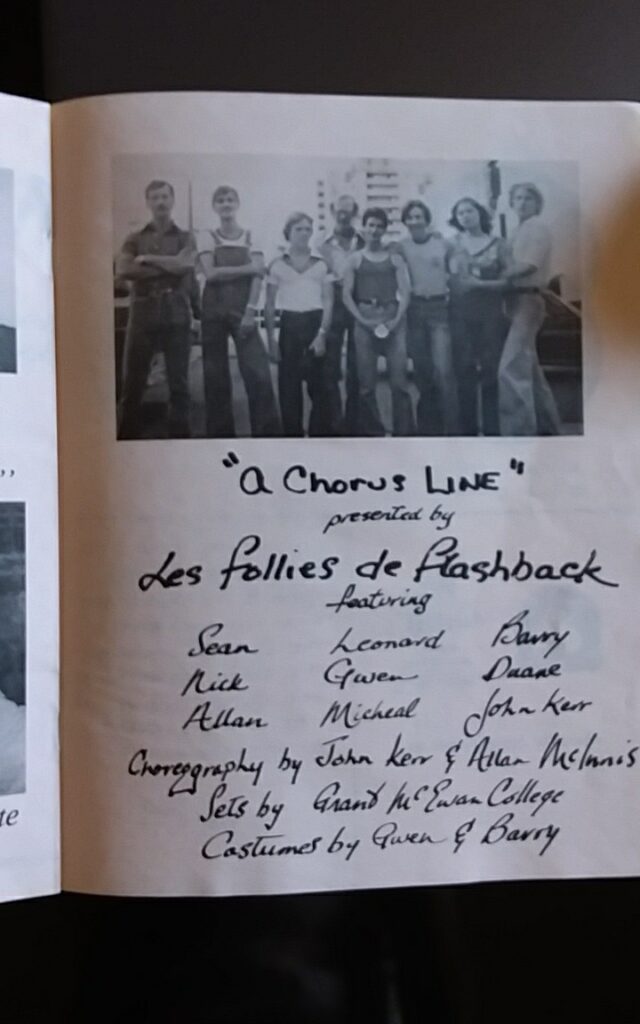 "A Chorus LINE"
presented by
Les follies de flashback
featuring
Sean Leonard Barry
Nick Gwen Duane
Allan Micheal John Kerr
Choreography by John Kerr & Allan McInnis
Sets by Grant McEwan College
Costumes by Gwen & Barry